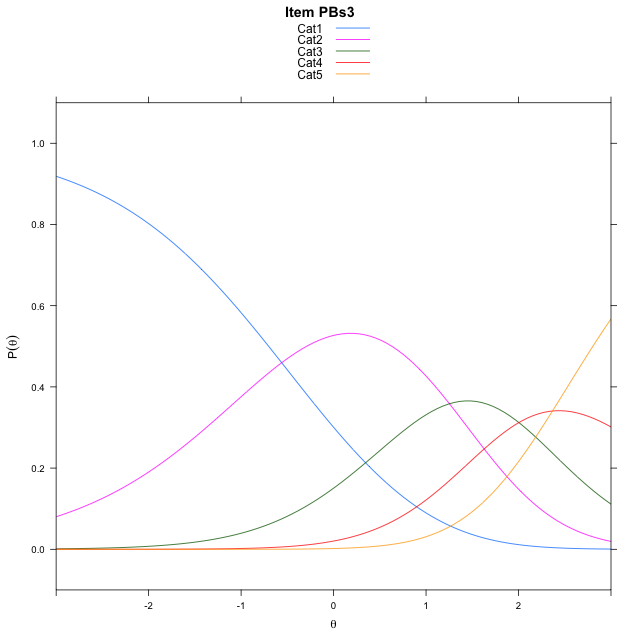 Item PBs3
Cat1
Cat2
Cat3
Cat4
Cat5
1.0
0.8
0.6
0.4
0.2
0.0
P(θ)
-2 -1 0 1 2
θ